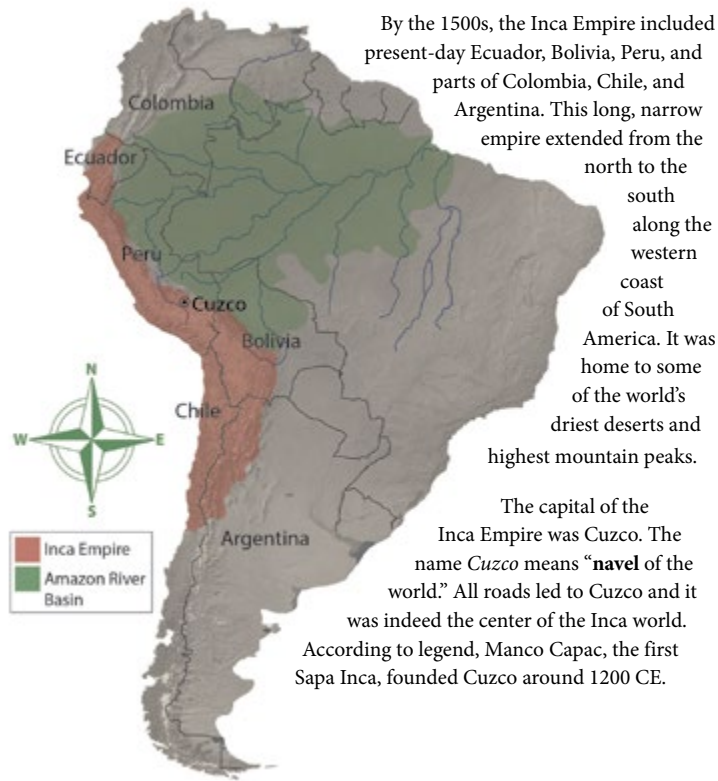 By the 1500s, the Inca Empire included
present-day Ecuador, Bolivia, Peru, and
parts of Colombia, Chile, and
Argentina. This long, narrow
empire extended from the
north to the
south
along the
western
coast
of South
America. It was
home to some
of the world's
driest deserts and
highest mountain peaks.
The capital of the
Inca Empire was Cuzco. The
name Cuzco means “navel of the
world.” All roads led to Cuzco and it
was indeed the center of the Inca world.
According to legend, Manco Capac, the first
Sapa Inca, founded Cuzco around 1200 CE.
Colombia
Ecuador
Peru
Cuzco
Bolivia
Chile
Argentina
N
W
E
S
Inca Empire
Amazon River
Basin